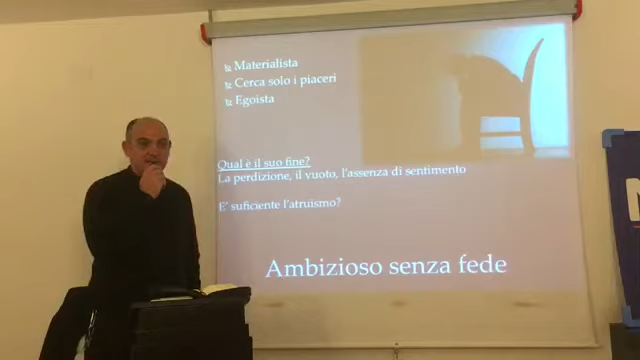 Materialista
Cerca solo i piaceri
Egoista
Qual è il suo fine?
La perdizione, il vuoto, l'assenza di sentimento
E' sufficiente l'atruismo?
Ambizioso senza fede